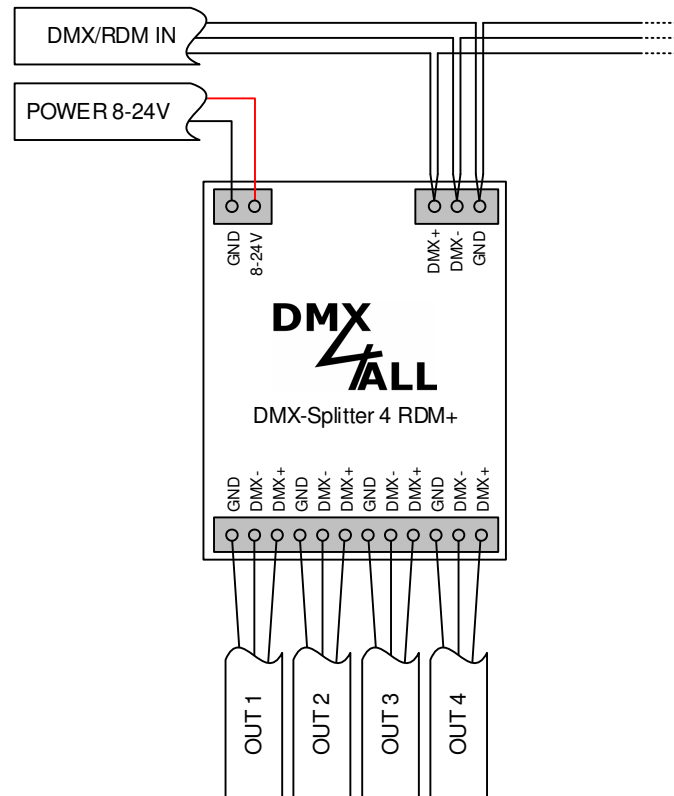 DMX/RDM IN
POWER 8-24V
GND
8-24V
DMX+
DMX-
GND
DMX
4
ALL
DMX-Splitter 4 RDM+
GND
DMX-
DMX+
GND
DMX-
DMX+
GND
DMX-
DMX+
GND
DMX-
DMX+
OUT 1
OUT 2
OUT 3
OUT 4